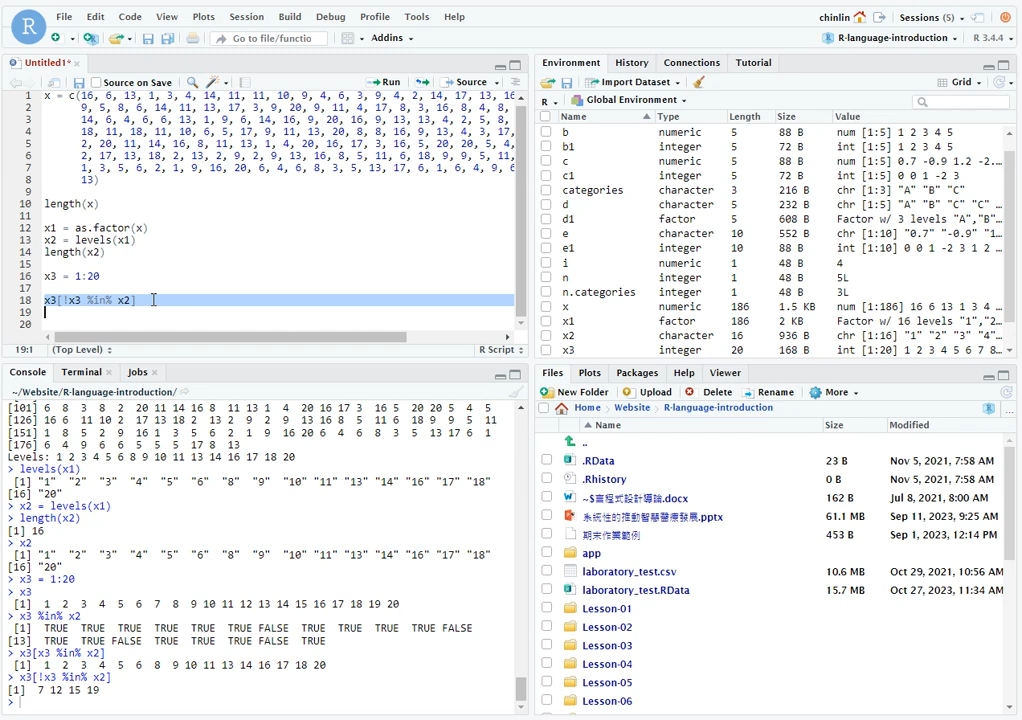 R
File Edit Code View Plots Session Build Debug Profile Tools Help
chinlin Sessions (5)
Go to file/functio Addins
R-language-introduction R 3.4.4
Untitled1*
Source on Save Run Source
1 x = c(16, 6, 13, 1, 3, 4, 14, 11, 11, 10, 9, 4, 6, 3, 9, 4, 2, 14, 17, 13, 16
2 9, 5, 8, 6, 14, 11, 13, 17, 3, 9, 20, 9, 11, 4, 17, 8, 3, 16, 8, 4, 8,
3 14, 6, 4, 6, 6, 13, 1, 9, 6, 14, 16, 9, 20, 16, 9, 13, 13, 4, 2, 5, 8,
4 18, 11, 18, 11, 10, 6, 5, 17, 9, 11, 13, 20, 8, 8, 16, 9, 13, 4, 3, 17,
5 2, 20, 11, 14, 16, 8, 11, 13, 1, 4, 20, 16, 17, 3, 16, 5, 20, 20, 5, 4,
6 2, 17, 13, 18, 2, 13, 2, 9, 2, 9, 13, 16, 8, 5, 11, 6, 18, 9, 9, 5, 11,
7 1, 3, 5, 6, 2, 1, 9, 16, 20, 6, 4, 6, 8, 3, 5, 13, 17, 6, 1, 6, 4, 9, 6
8 13)
9
10 length(x)
11
12 x1 = as.factor(x)
13 x2 = levels(x1)
14 length(x2)
15
16 x3 = 1:20
17
18 x3[!x3 %in% x2]
19
20
19:1 (Top Level) R Script
Console Terminal Jobs
~/Website/R-language-introduction/
[101] 6 8 3 8 2 20 11 14 16 8 11 13 1 4 20 16 17 3 16 5 20 20 5 4 5
[126] 16 6 11 10 2 17 13 18 2 13 2 9 2 9 13 16 8 5 11 6 18 9 9 5 11
[151] 1 8 5 2 9 16 1 3 5 6 2 1 9 16 20 6 4 6 8 3 5 13 17 6 1
[176] 6 4 9 6 6 5 5 5 17 8 13
Levels: 1 2 3 4 5 6 8 9 10 11 13 14 16 17 18 20
> levels(x1)
[1] "1" "2" "3" "4" "5" "6" "8" "9" "10" "11" "13" "14" "16" "17" "18"
[16] "20"
> x2 = levels(x1)
> length(x2)
[1] 16
> x2
[1] "1" "2" "3" "4" "5" "6" "8" "9" "10" "11" "13" "14" "16" "17" "18"
[16] "20"
> x3 = 1:20
> x3
[1] 1 2 3 4 5 6 7 8 9 10 11 12 13 14 15 16 17 18 19 20
> x3 %in% x2
[1] TRUE TRUE TRUE TRUE TRUE TRUE FALSE TRUE TRUE TRUE TRUE FALSE
[13] TRUE TRUE FALSE TRUE TRUE TRUE FALSE TRUE
> x3[x3 %in% x2]
[1] 1 2 3 4 5 6 8 9 10 11 13 14 16 17 18 20
> x3[!x3 %in% x2]
[1] 7 12 15 19
>
Environment History Connections Tutorial
Import Dataset Grid
R Global Environment
Name Type Length Size Value
b numeric 5 88 B num [1:5] 1 2 3 4 5
b1 integer 5 72 B int [1:5] 1 2 3 4 5
c numeric 5 88 B num [1:5] 0.7 -0.9 1.2 -2.…
c1 integer 5 72 B int [1:5] 0 0 1 -2 3
categories character 3 216 B chr [1:3] "A" "B" "C"
d character 5 232 B chr [1:5] "A" "B" "C" "C" …
d1 factor 5 608 B Factor w/ 3 levels "A","B"…
e character 10 552 B chr [1:10] "0.7" "-0.9" "1…
e1 integer 10 88 B int [1:10] 0 0 1 -2 3 1 2 …
i numeric 1 48 B 4
n integer 1 48 B 5L
n.categories integer 1 48 B 3L
x numeric 186 1.5 KB num [1:186] 16 6 13 1 3 4 …
x1 factor 186 2 KB Factor w/ 16 levels "1","2…
x2 character 16 936 B chr [1:16] "1" "2" "3" "4"…
x3 integer 20 168 B int [1:20] 1 2 3 4 5 6 7 8…
Files Plots Packages Help Viewer
New Folder Upload Delete Rename More
Home Website R-language-introduction
Name Size Modified
..
.RData 23 B Nov 5, 2021, 7:58 AM
.Rhistory 0 B Nov 5, 2021, 7:58 AM
~$言程式設計導論.docx 162 B Jul 8, 2021, 8:00 AM
系統性的推動智慧醫療發展.pptx 61.1 MB Sep 11, 2023, 9:25 AM
期末作業範例 453 B Sep 1, 2023, 12:14 PM
app
laboratory_test.csv 10.6 MB Oct 29, 2021, 10:56 AM
laboratory_test.RData 15.7 MB Oct 27, 2023, 11:34 AM
Lesson-01
Lesson-02
Lesson-03
Lesson-04
Lesson-05
Lesson-06